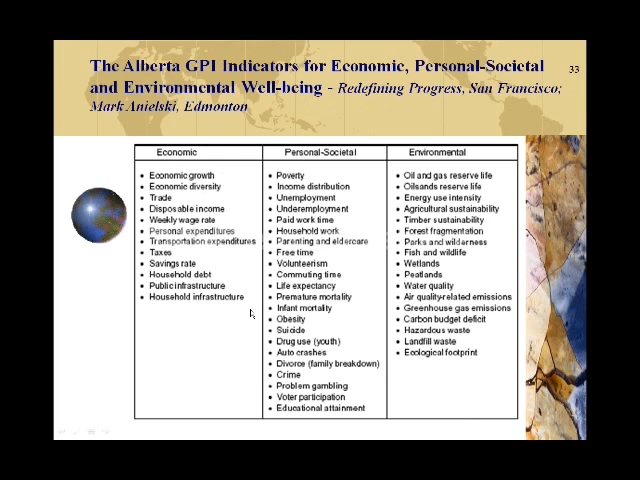 The Alberta GPI Indicators for Economic, Personal-Societal
and Environmental Well-being - Redefining Progress, San Francisco;
Mark Anielski, Edmonton
33
Economic
• Economic growth
• Economic diversity
• Trade
• Disposable income
• Weekly wage rate
• Personal expenditures
• Transportation expenditures
• Taxes
• Savings rate
• Household debt
• Public infrastructure
• Household infrastructure
Personal-Societal
• Poverty
• Income distribution
• Unemployment
• Underemployment
• Paid work time
• Household work
• Parenting and eldercare
• Free time
• Volunteerism
• Commuting time
• Life expectancy
• Premature mortality
• Infant mortality
• Obesity
• Suicide
• Drug use (youth)
• Auto crashes
• Divorce (family breakdown)
• Crime
• Problem gambling
• Voter participation
• Educational attainment
Environmental
• Oil and gas reserve life
• Oilsands reserve life
• Energy use intensity
• Agricultural sustainability
• Timber sustainability
• Forest fragmentation
• Parks and wilderness
• Fish and wildlife
• Wetlands
• Peatlands
• Water quality
• Air quality-related emissions
• Greenhouse gas emissions
• Carbon budget deficit
• Hazardous waste
• Landfill waste
• Ecological footprint